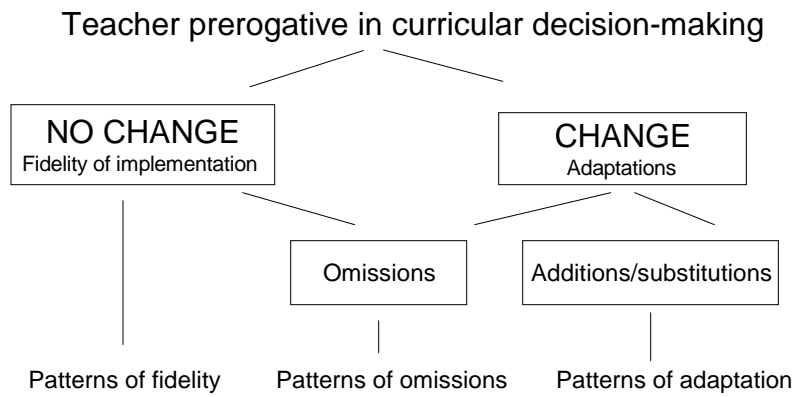 Teacher prerogative in curricular decision-making
NO CHANGE
Fidelity of implementation
CHANGE
Adaptations
Omissions
Additions/substitutions
Patterns of fidelity
Patterns of omissions
Patterns of adaptation